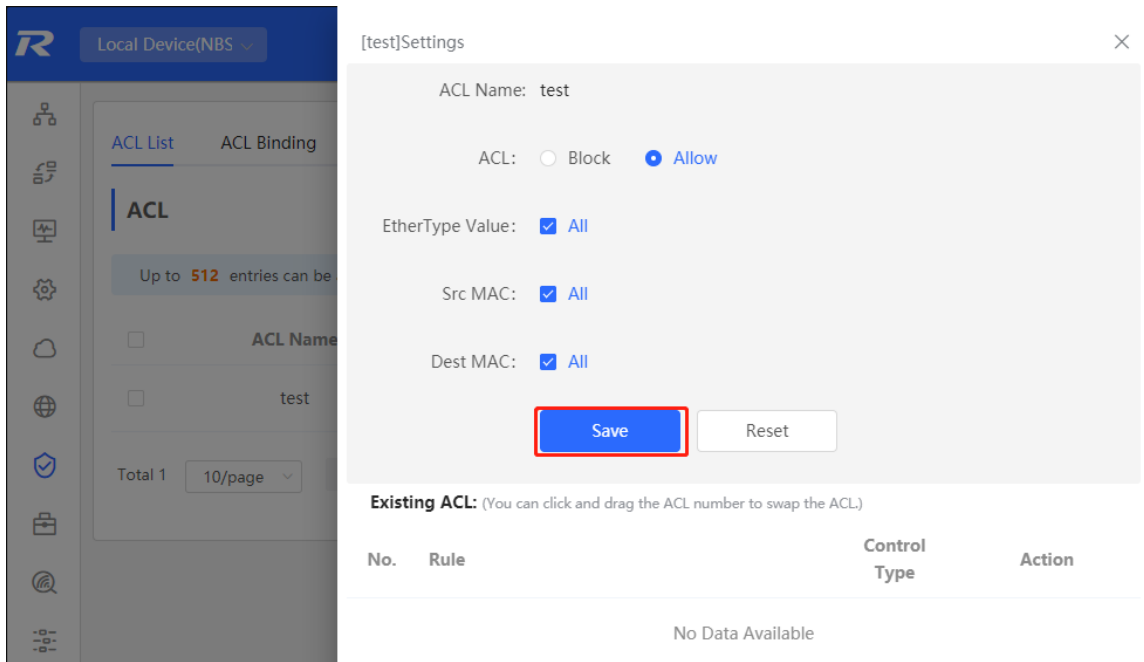 R
Local Device(NBS
[test]Settings
ACL List ACL Binding
ACL
Up to 512 entries can be
ACL Name
test
Total 1 10/page
ACL Name: test
ACL: Block Allow
EtherType Value: All
Src MAC: All
Dest MAC: All
Save Reset
Existing ACL: (You can click and drag the ACL number to swap the ACL.)
No. Rule Control Type Action
No Data Available